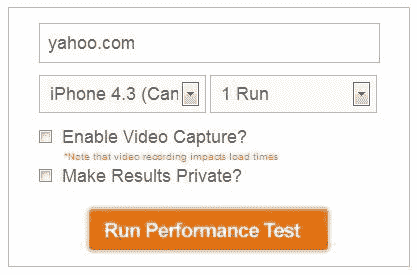 yahoo.com
iPhone 4.3 (Can 1 Run
Enable Video Capture?
*Note that video recording impacts load times
Make Results Private?
Run Performance Test